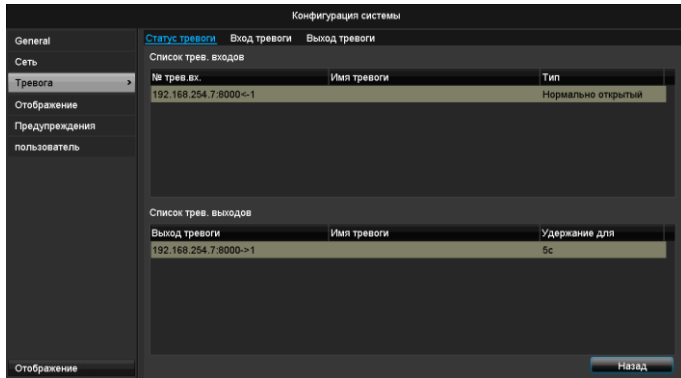 Конфигурация системы
General
Сеть
Тревога >
Отображение
Предупреждения
пользователь
Отображение
Статус тревоги Вход тревоги Выход тревоги
Список трев. входов
№ трев.вх. Имя тревоги Тип
192.168.254.7:8000<-1 Нормально открытый
Список трев. выходов
Выход тревоги Имя тревоги Удержание для
192.168.254.7:8000->1 5с
Назад